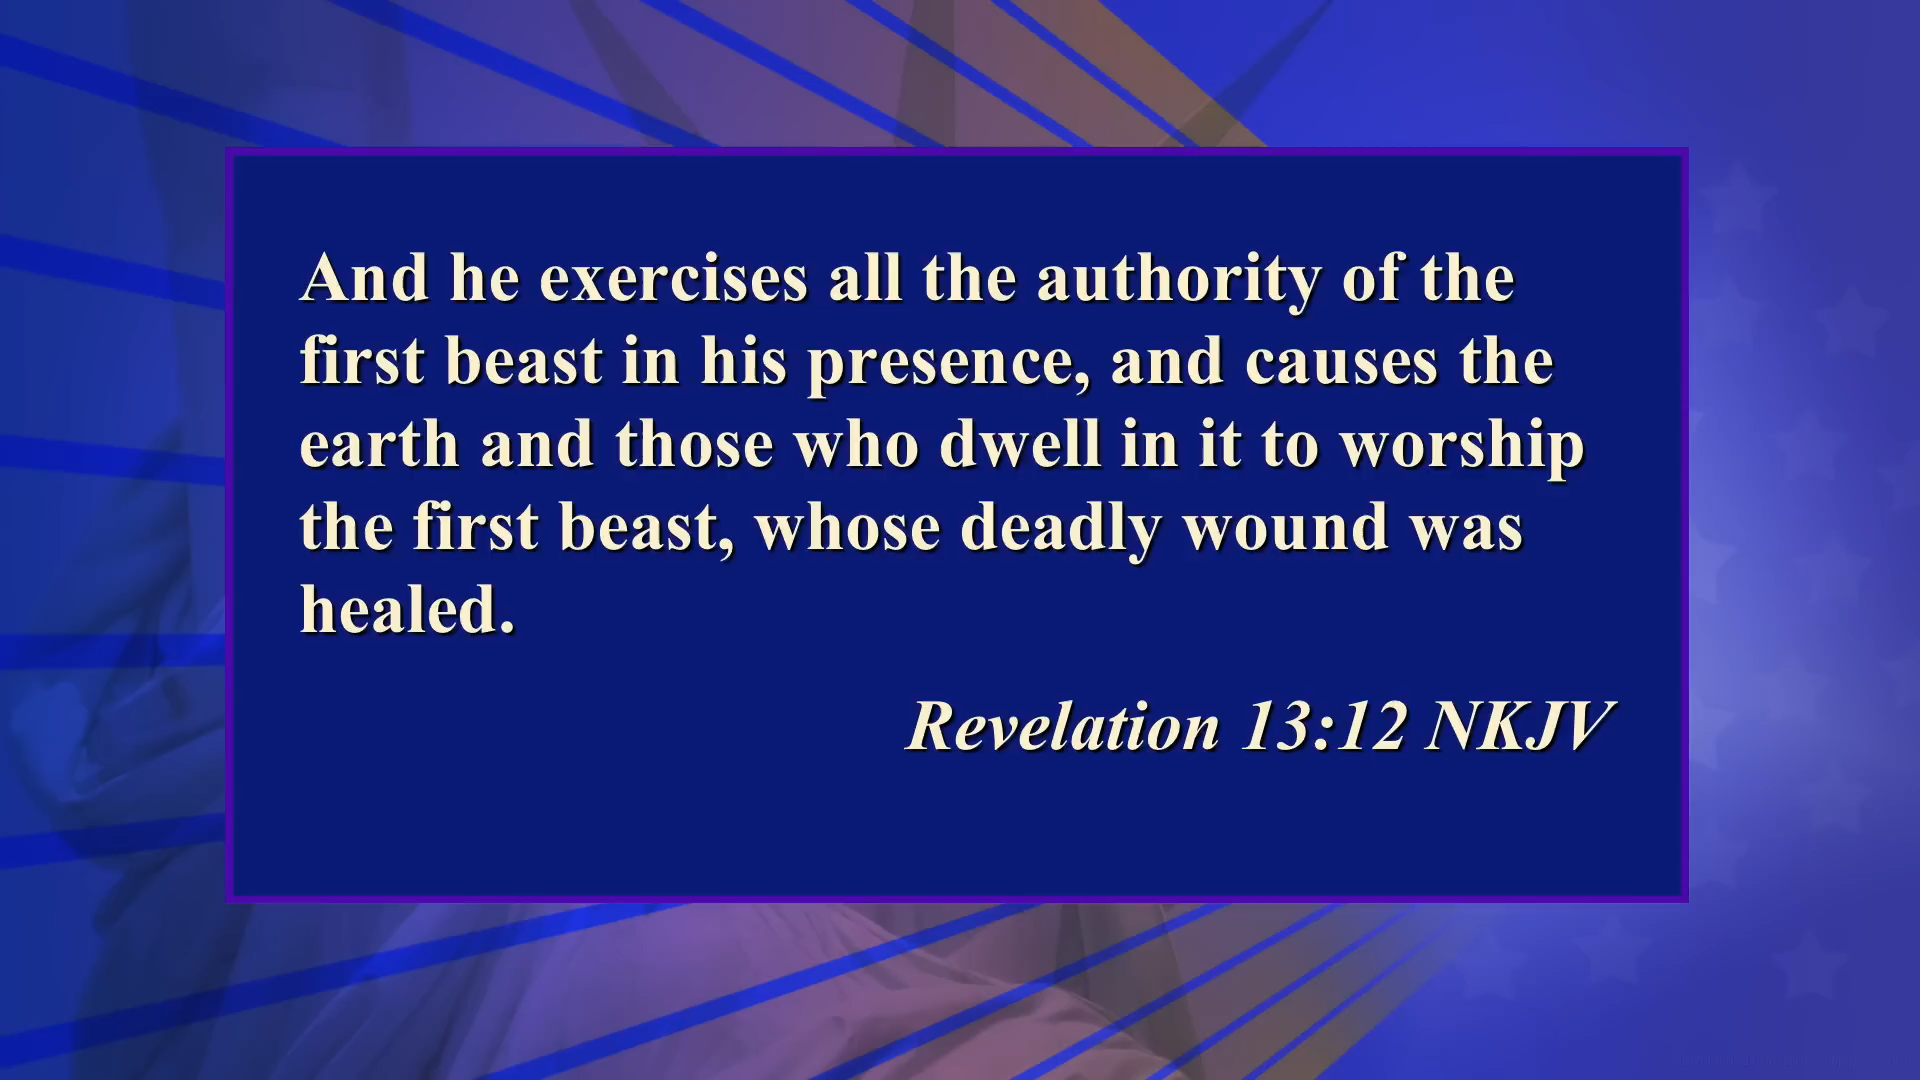 And he exercises all the authority of the
first beast in his presence, and causes the
earth and those who dwell in it to worship
the first beast, whose deadly wound was
healed.
Revelation 13:12 NKJV